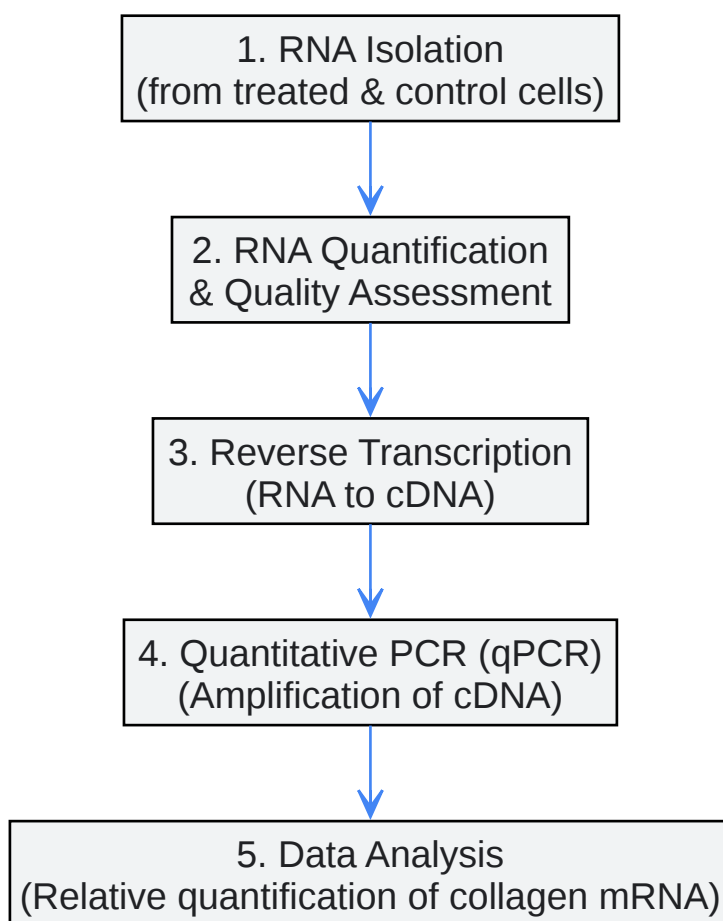 1. RNA Isolation
(from treated & control cells)
2. RNA Quantification
& Quality Assessment
3. Reverse Transcription
(RNA to cDNA)
4. Quantitative PCR (qPCR)
(Amplification of cDNA)
5. Data Analysis
(Relative quantification of collagen mRNA)